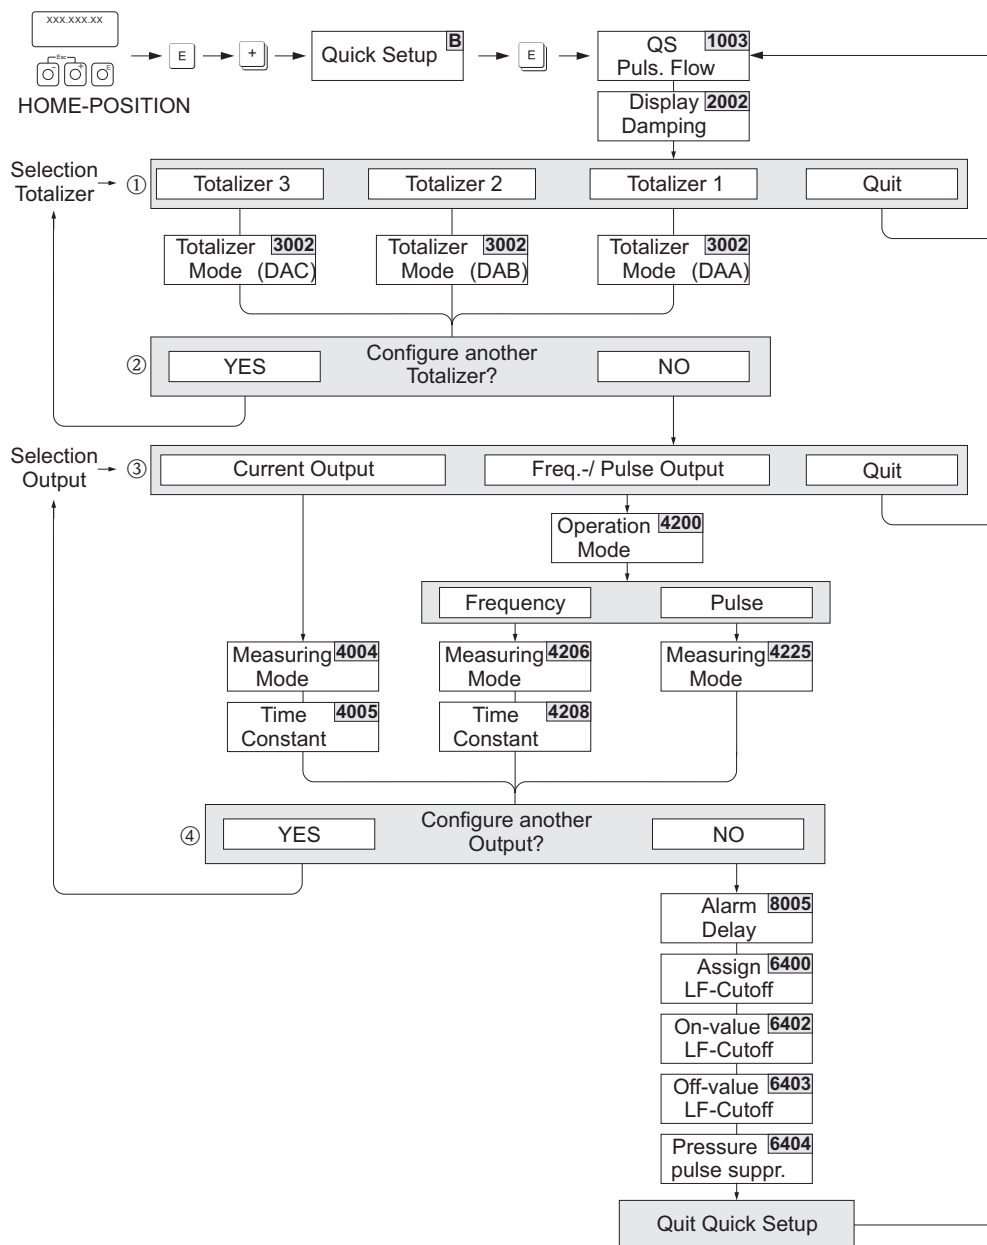 xxx.xxx.xx
Esc
-
+
E
HOME-POSITION
E
+
Quick Setup
B
E
QS
1003
Puls. Flow
Display
2002
Damping
Selection
Totalizer
①
Totalizer 3
Totalizer 2
Totalizer 1
Quit
Totalizer
3002
Mode (DAC)
Totalizer
3002
Mode (DAB)
Totalizer
3002
Mode (DAA)
②
YES
Configure another
Totalizer?
NO
Selection
Output
③
Current Output
Freq.-/ Pulse Output
Quit
Operation
4200
Mode
Frequency
Pulse
Measuring
4004
Mode
Measuring
4206
Mode
Measuring
4225
Mode
Time
4005
Constant
Time
4208
Constant
④
YES
Configure another
Output?
NO
Alarm
8005
Delay
Assign
6400
LF-Cutoff
On-value
6402
LF-Cutoff
Off-value
6403
LF-Cutoff
Pressure
6404
pulse suppr.
Quit Quick Setup